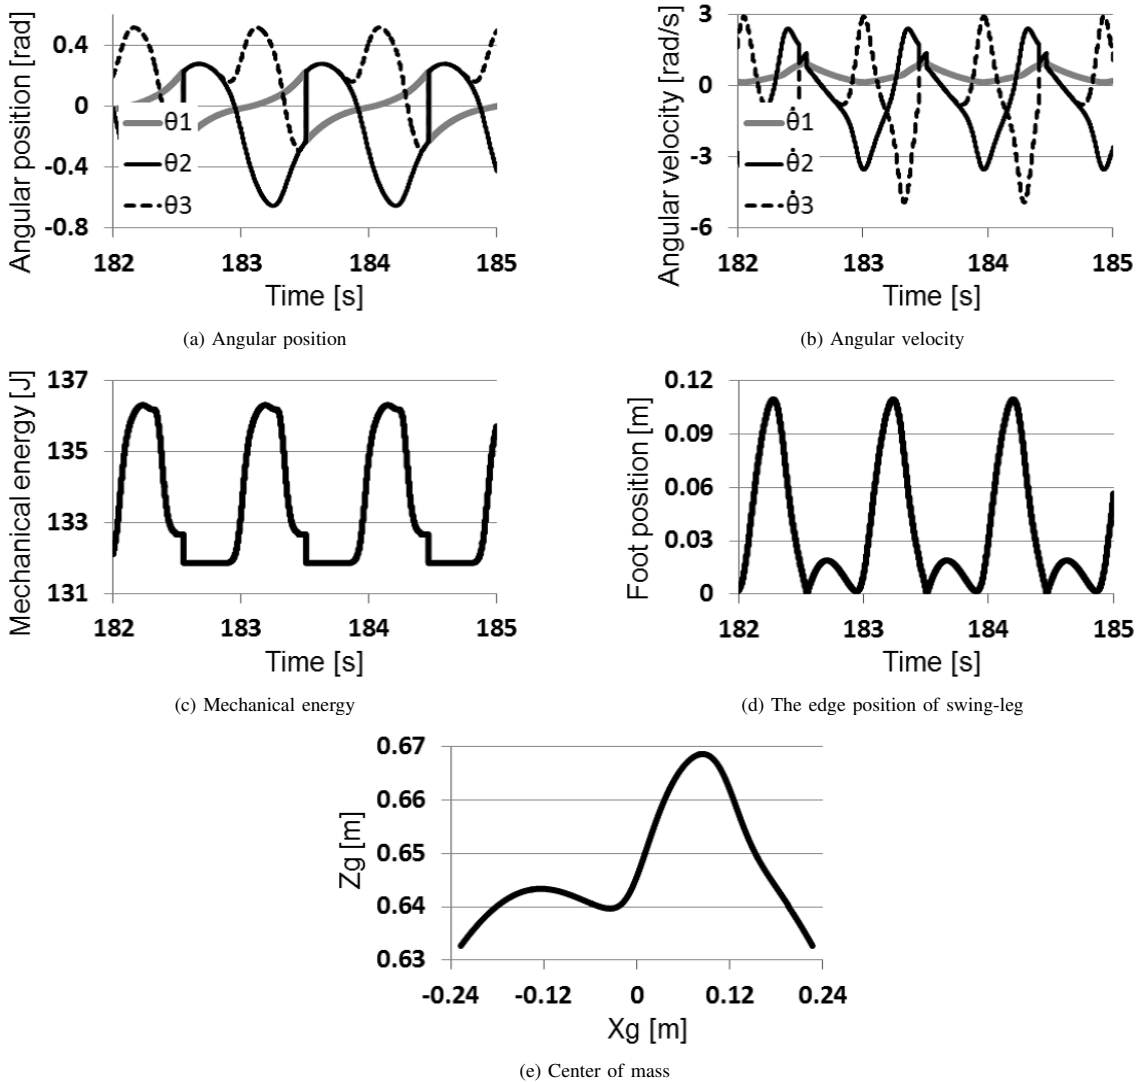 Angular position [rad]
0.4
0
-0.4
-0.8
θ1
θ2
θ3
182 183 184 185
Time [s]
(a) Angular position
Angular velocity [rad/s]
3
0
-3
-6
θ̇1
θ̇2
θ̇3
182 183 184 185
Time [s]
(b) Angular velocity
Mechanical energy [J]
137
135
133
131
182 183 184 185
Time [s]
(c) Mechanical energy
Foot position [m]
0.12
0.09
0.06
0.03
0
182 183 184 185
Time [s]
(d) The edge position of swing-leg
Zg [m]
0.67
0.66
0.65
0.64
0.63
-0.24 -0.12 0 0.12 0.24
Xg [m]
(e) Center of mass